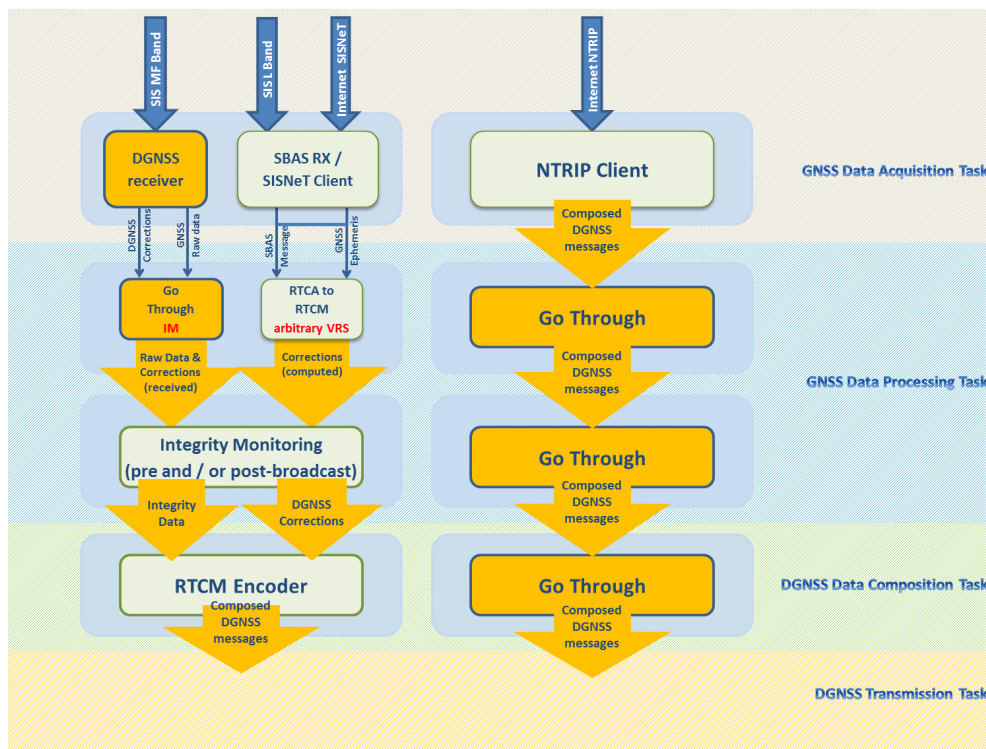 SIS MF Band
SIS L Band
Internet SISNeT
Internet NTRIP
DGNSS
receiver
SBAS RX /
SISNeT Client
NTRIP Client
GNSS Data Acquisition Task
DGNSS
Corrections
GNSS
Raw data
SBAS
Message
GNSS
Ephemeris
Composed
DGNSS
messages
Go
Through
IM
RTCA to
RTCM
arbitrary VRS
Go Through
Raw Data &
Corrections
(received)
Corrections
(computed)
Composed
DGNSS
messages
GNSS Data Processing Task
Integrity Monitoring
(pre and / or post-broadcast)
Go Through
Integrity
Data
DGNSS
Corrections
Composed
DGNSS
messages
RTCM Encoder
Go Through
DGNSS Data Composition Task
Composed
DGNSS
messages
Composed
DGNSS
messages
DGNSS Transmission Task